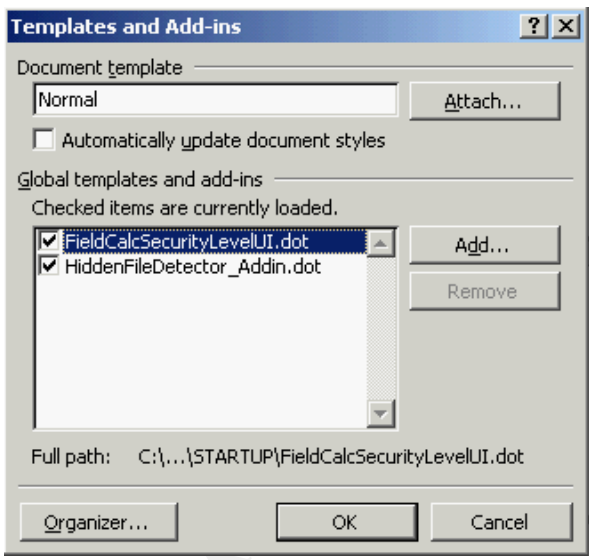 Templates and Add-ins
Document template
Normal
Attach...
Automatically update document styles
Global templates and add-ins
Checked items are currently loaded.
FieldCalcSecurityLevelUI.dot
HiddenFileDetector_Addin.dot
Add...
Remove
Full path: C:\...\STARTUP\FieldCalcSecurityLevelUI.dot
Organizer... OK Cancel